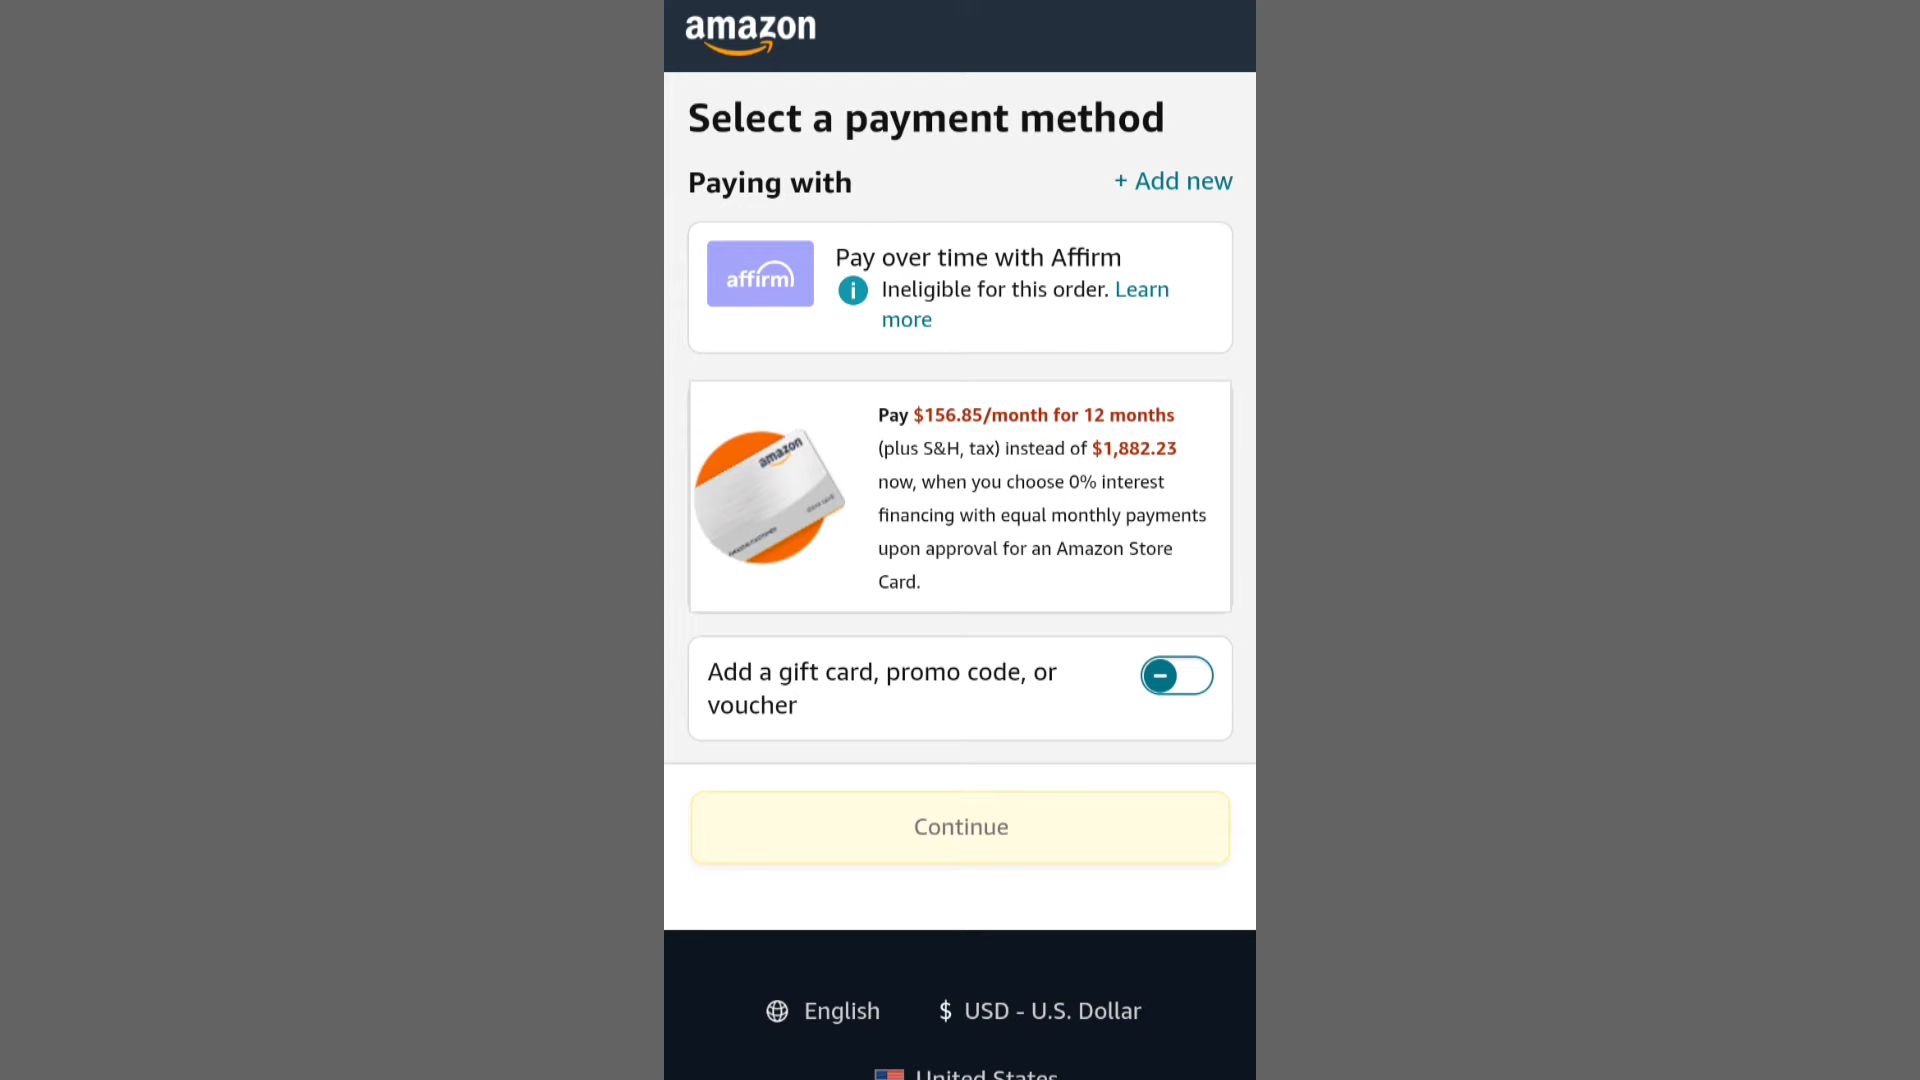 amazon
Select a payment method
Paying with
+ Add new
affirm
Pay over time with Affirm
Ineligible for this order. Learn
more
amazon
Pay $156.85/month for 12 months
(plus S&H, tax) instead of $1,882.23
now, when you choose 0% interest
financing with equal monthly payments
upon approval for an Amazon Store
Card.
Add a gift card, promo code, or
voucher
Continue
English
$ USD - U.S. Dollar
United States